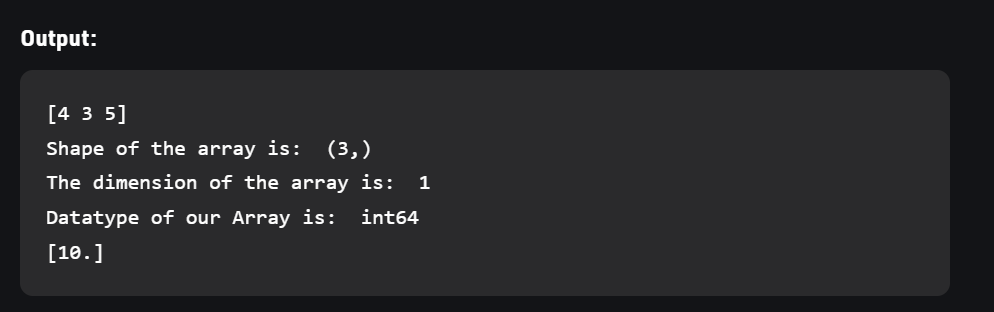 Output:
[4 3 5]
Shape of the array is:  (3,)
The dimension of the array is:  1
Datatype of our Array is:  int64
[10.]